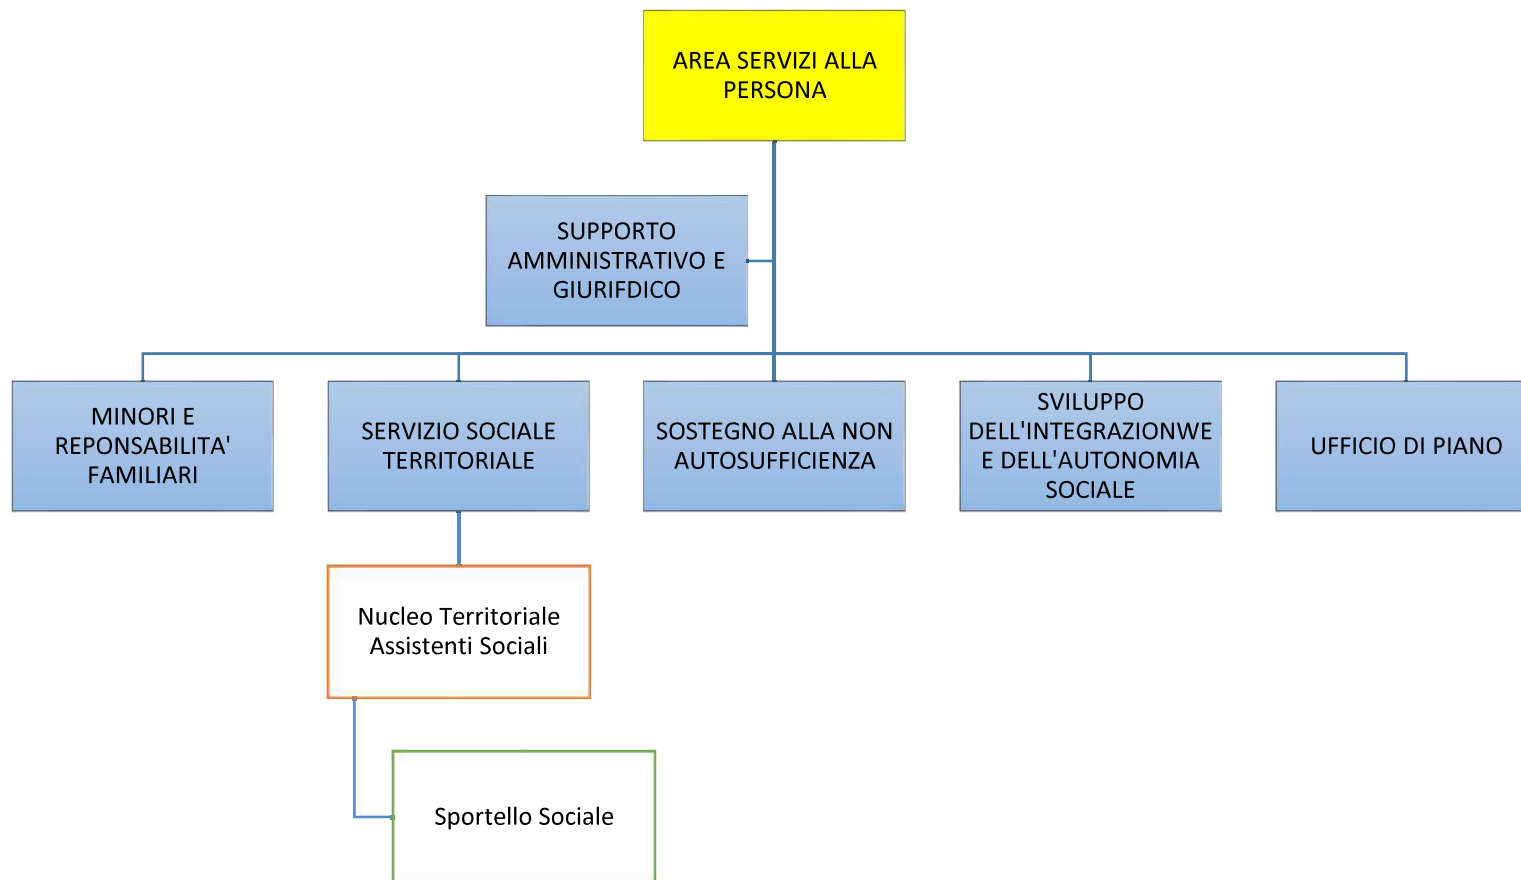 AREA SERVIZI ALLA
PERSONA
SUPPORTO
AMMINISTRATIVO E
GIURIFDICO
MINORI E
REPONSABILITA'
FAMILIARI
SERVIZIO SOCIALE
TERRITORIALE
SOSTEGNO ALLA NON
AUTOSUFFICIENZA
SVILUPPO
DELL'INTEGRAZIONWE
E DELL'AUTONOMIA
SOCIALE
UFFICIO DI PIANO
Nucleo Territoriale
Assistenti Sociali
Sportello Sociale